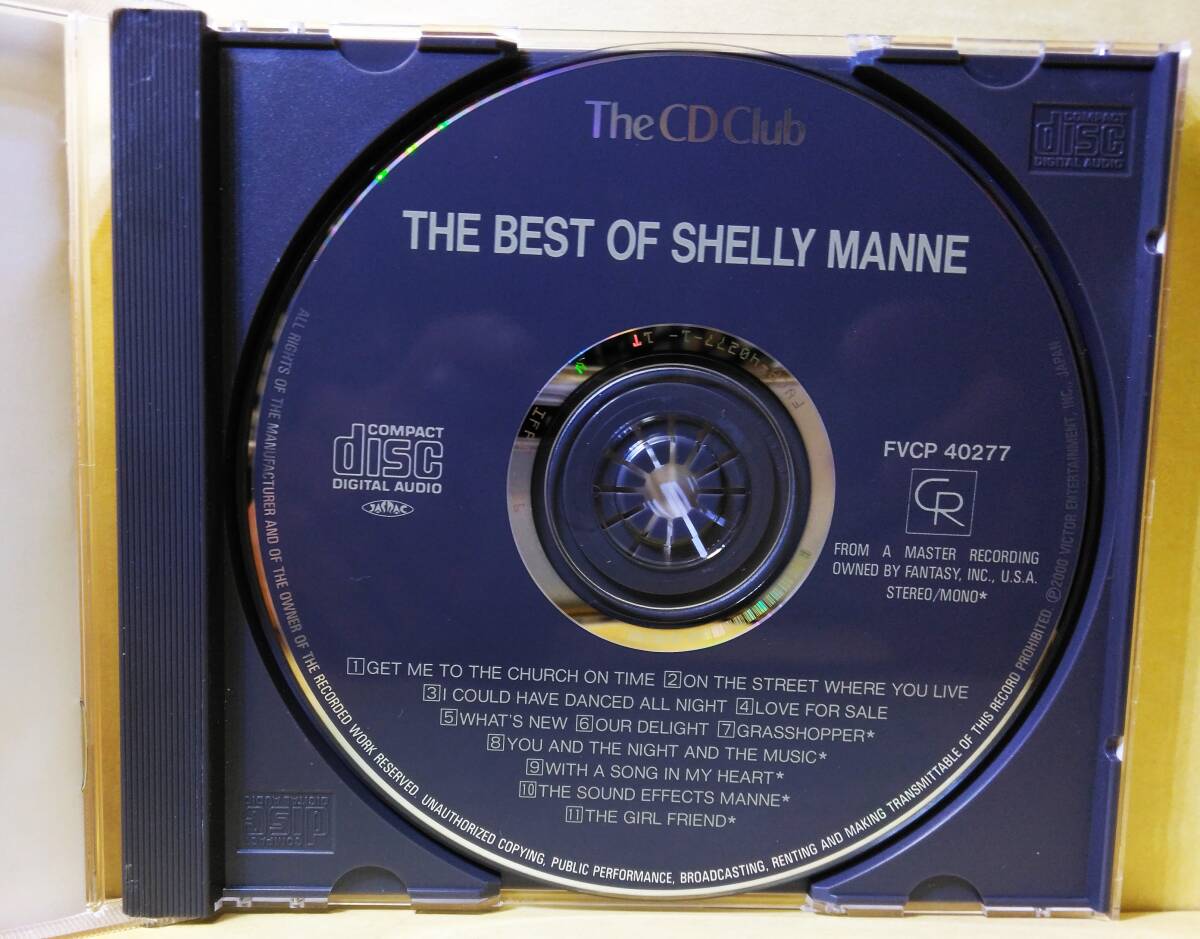 The CD Club
COMPACT
disc
DIGITAL AUDIO
THE BEST OF SHELLY MANNE
COMPACT
disc
DIGITAL AUDIO
JASRAC
FVCP 40277
CR
FROM A MASTER RECORDING
OWNED BY FANTASY, INC., U.S.A.
STEREO/MONO*
1 GET ME TO THE CHURCH ON TIME 2 ON THE STREET WHERE YOU LIVE
3 I COULD HAVE DANCED ALL NIGHT 4 LOVE FOR SALE
5 WHAT'S NEW 6 OUR DELIGHT 7 GRASSHOPPER*
8 YOU AND THE NIGHT AND THE MUSIC*
9 WITH A SONG IN MY HEART*
10 THE SOUND EFFECTS MANNE*
11 THE GIRL FRIEND*
ALL RIGHTS OF THE MANUFACTURER AND OF THE OWNER OF THE RECORDED WORK RESERVED. UNAUTHORIZED COPYING, PUBLIC PERFORMANCE, BROADCASTING, RENTING AND MAKING TRANSMITTABLE OF THIS RECORD PROHIBITED. Ⓟ2000 VICTOR ENTERTAINMENT, INC., JAPAN
COMPACT
disc
DIGITAL AUDIO